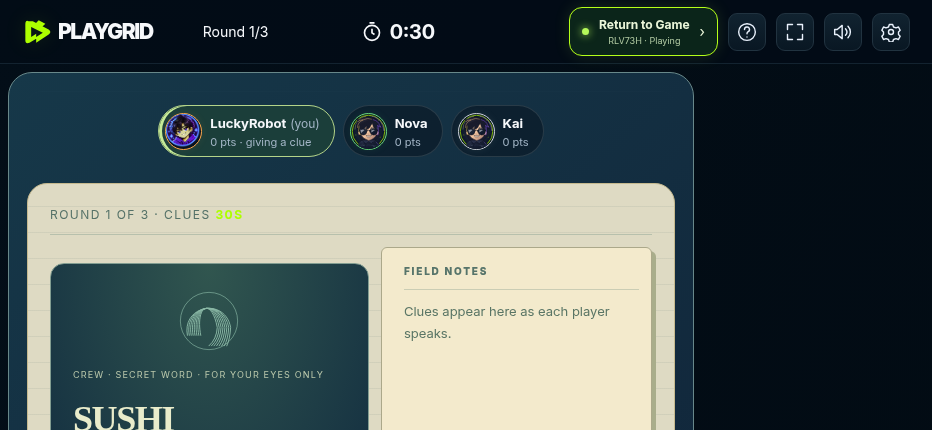 PLAYGRID
Round 1/3
0:30
Return to Game
RLV73H · Playing
LuckyRobot (you)
0 pts · giving a clue
Nova
0 pts
Kai
0 pts
ROUND 1 OF 3 · CLUES 30S
FIELD NOTES
Clues appear here as each player
speaks.
CREW · SECRET WORD · FOR YOUR EYES ONLY
SUSHI